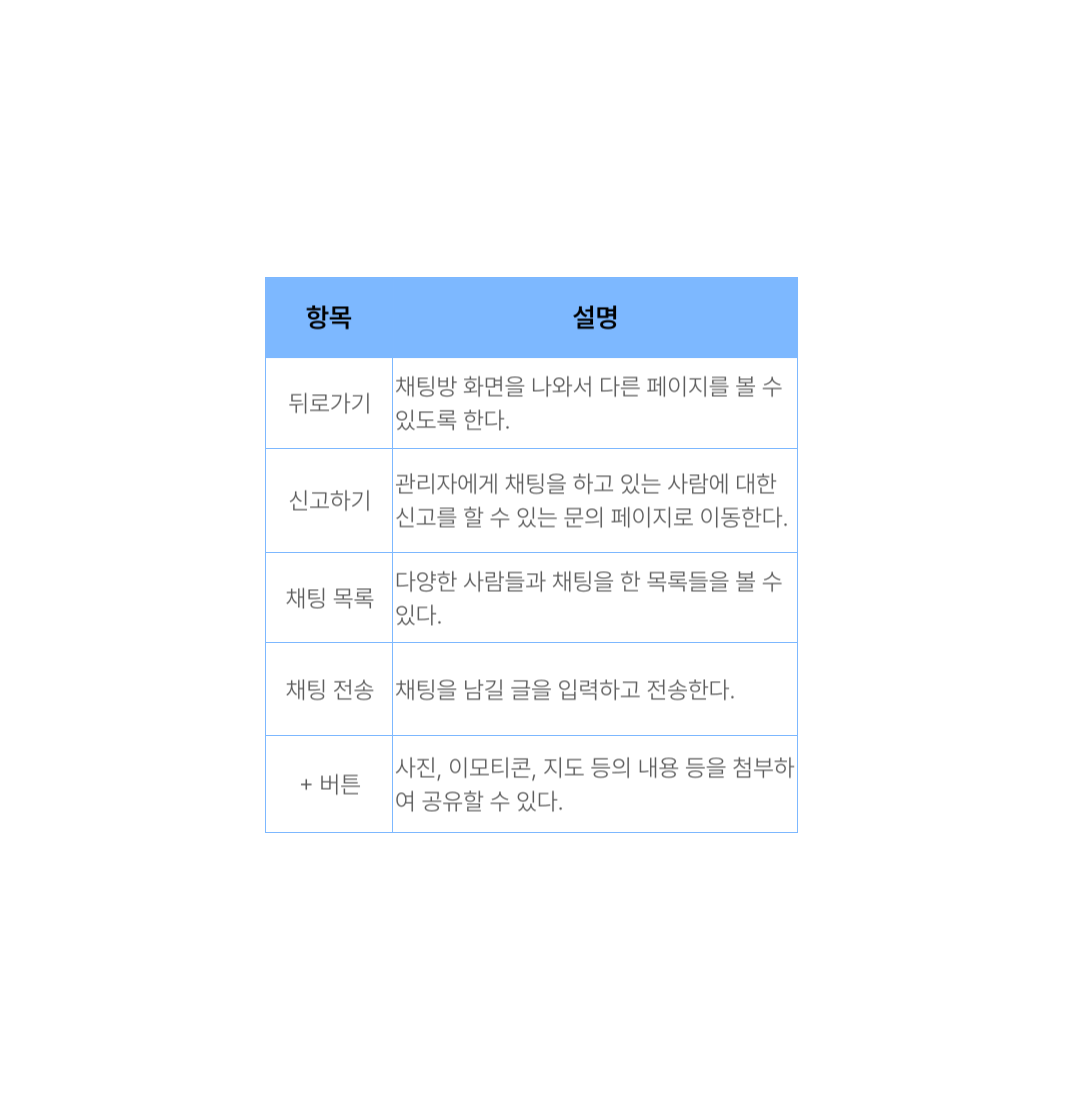 항목 설명
뒤로가기
채팅방 화면을 나와서 다른 페이지를 볼 수
있도록 한다.
신고하기
관리자에게 채팅을 하고 있는 사람에 대한
신고를 할 수 있는 문의 페이지로 이동한다.
채팅 목록
다양한 사람들과 채팅을 한 목록들을 볼 수
있다.
채팅 전송
채팅을 남길 글을 입력하고 전송한다.
+ 버튼
사진, 이모티콘, 지도 등의 내용 등을 첨부하
여 공유할 수 있다.